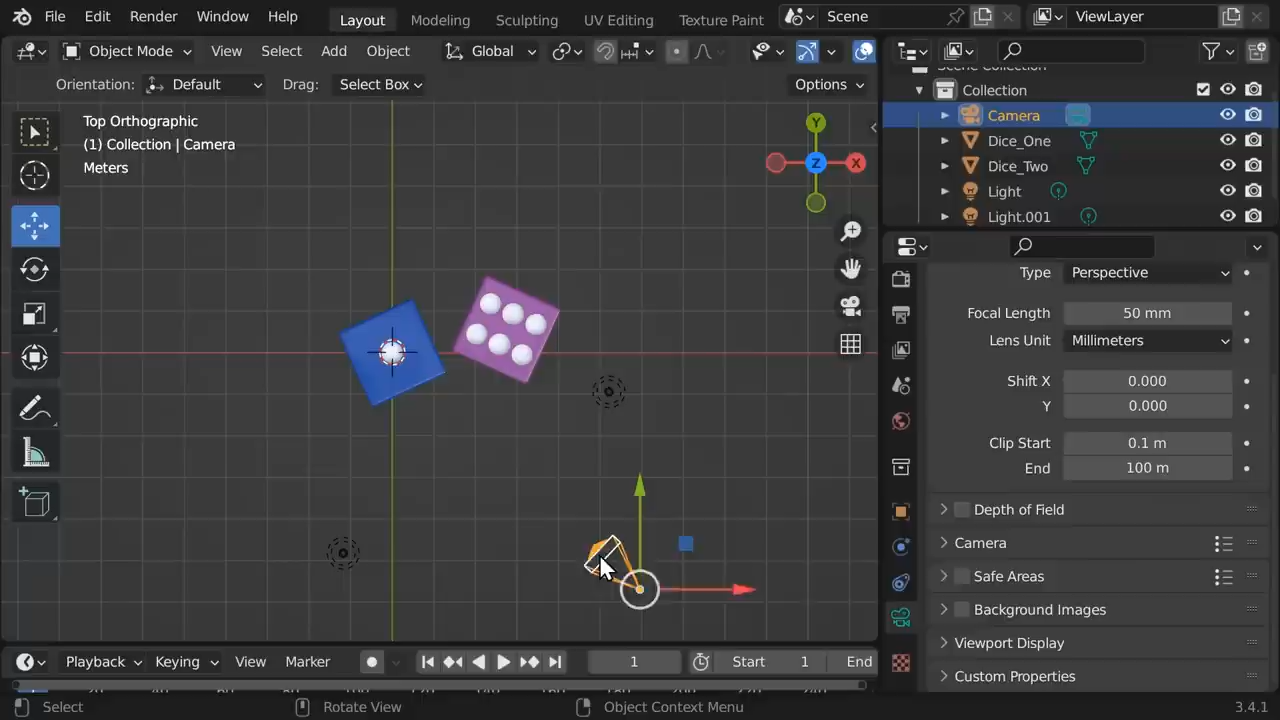 File Edit Render Window Help Layout Modeling Sculpting UV Editing Texture Paint Scene ViewLayer
Object Mode View Select Add Object Global
Orientation: Default Drag: Select Box Options
Top Orthographic
(1) Collection | Camera
Meters
Y
X
Z
Scene Collection
Collection
Camera
Dice_One
Dice_Two
Light
Light.001
Type Perspective
Focal Length 50 mm
Lens Unit Millimeters
Shift X 0.000
Y 0.000
Clip Start 0.1 m
End 100 m
Depth of Field
Camera
Safe Areas
Background Images
Viewport Display
Custom Properties
Playback Keying View Marker 1 Start 1 End
Select Rotate View Object Context Menu 3.4.1